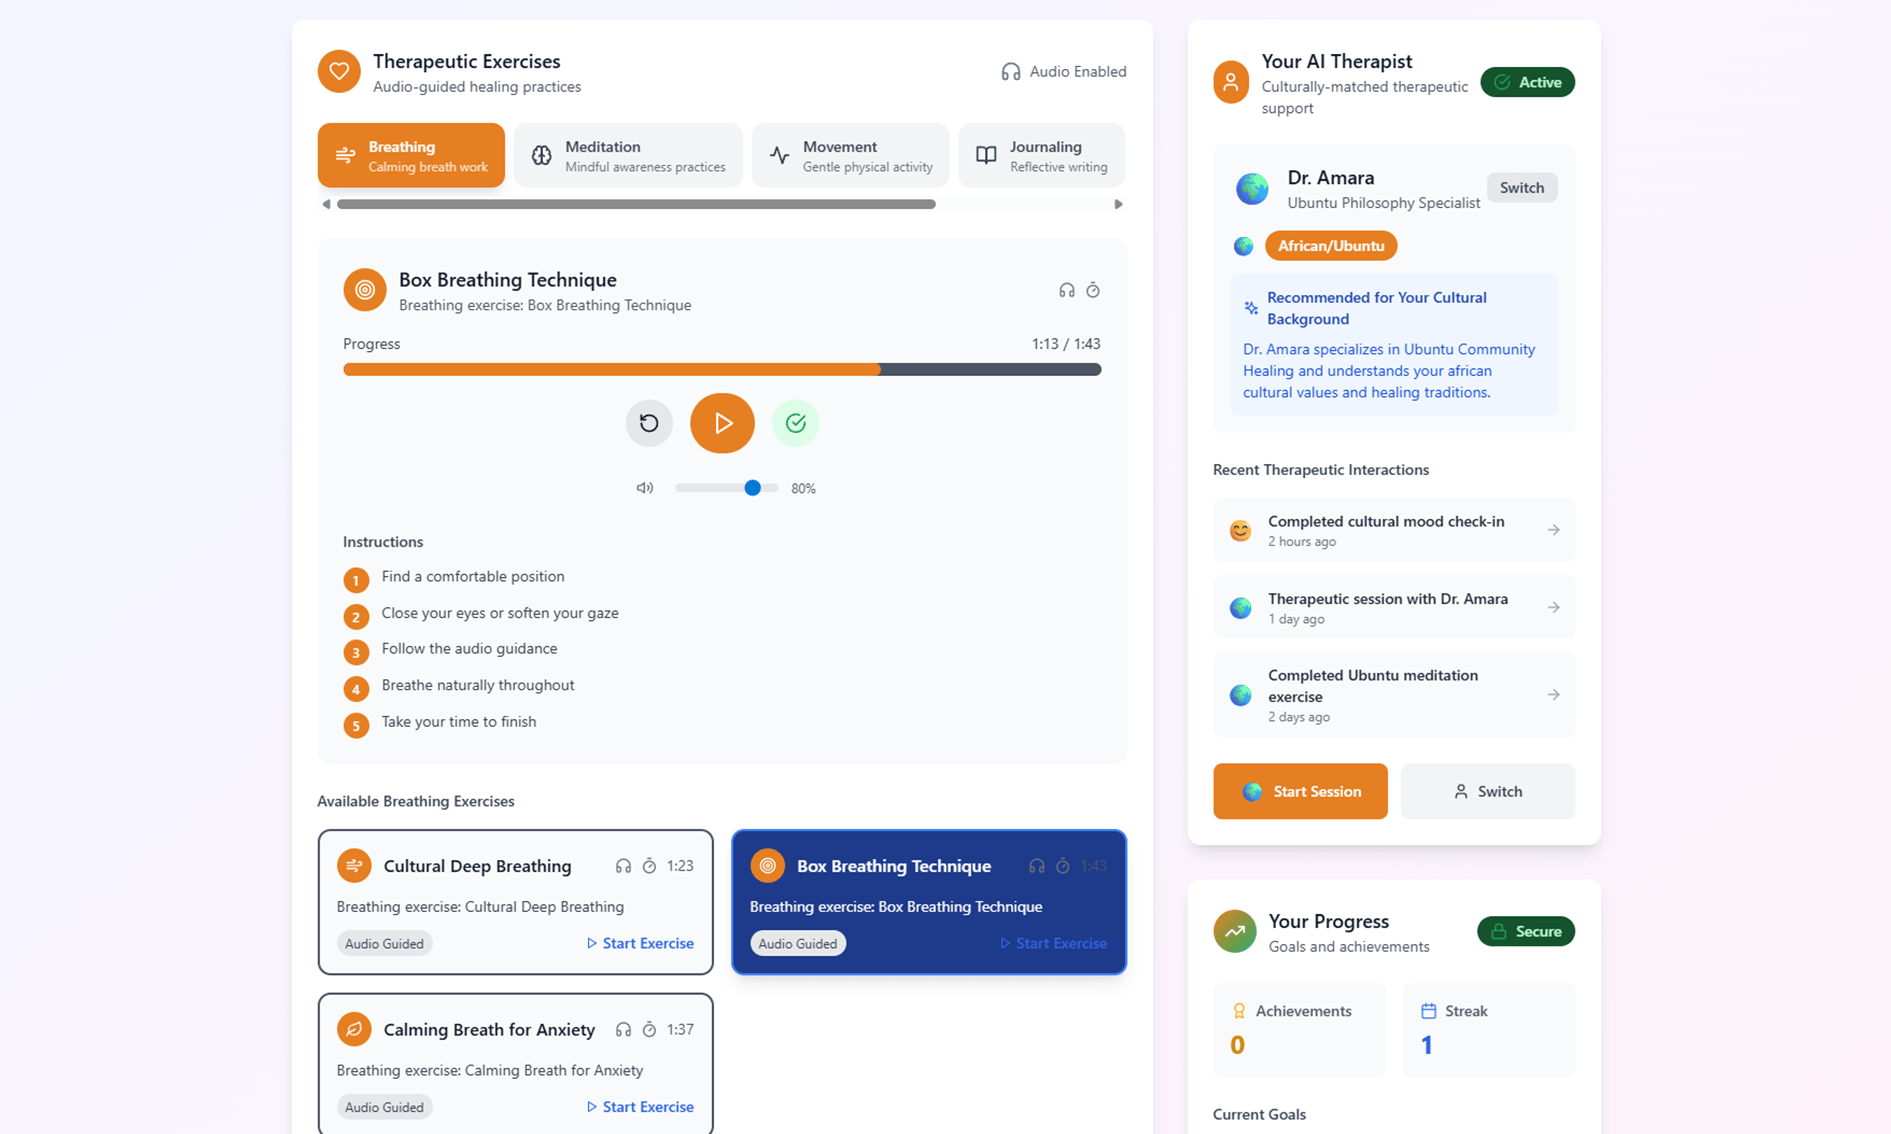 Therapeutic Exercises
Audio-guided healing practices
Audio Enabled
Breathing
Calming breath work
Meditation
Mindful awareness practices
Movement
Gentle physical activity
Journaling
Reflective writing
Box Breathing Technique
Breathing exercise: Box Breathing Technique
Progress
1:13 / 1:43
80%
Instructions
1 Find a comfortable position
2 Close your eyes or soften your gaze
3 Follow the audio guidance
4 Breathe naturally throughout
5 Take your time to finish
Available Breathing Exercises
Cultural Deep Breathing
1:23
Breathing exercise: Cultural Deep Breathing
Audio Guided
Start Exercise
Box Breathing Technique
1:43
Breathing exercise: Box Breathing Technique
Audio Guided
Start Exercise
Calming Breath for Anxiety
1:37
Breathing exercise: Calming Breath for Anxiety
Audio Guided
Start Exercise
Your AI Therapist
Culturally-matched therapeutic
support
Active
Dr. Amara
Ubuntu Philosophy Specialist
Switch
African/Ubuntu
Recommended for Your Cultural
Background
Dr. Amara specializes in Ubuntu Community
Healing and understands your african
cultural values and healing traditions.
Recent Therapeutic Interactions
Completed cultural mood check-in
2 hours ago
Therapeutic session with Dr. Amara
1 day ago
Completed Ubuntu meditation
exercise
2 days ago
Start Session
Switch
Your Progress
Goals and achievements
Secure
Achievements
0
Streak
1
Current Goals